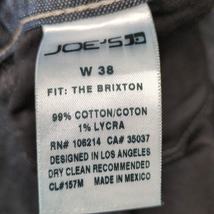 JOE'S
W 38
FIT: THE BRIXTON
99% COTTON/COTON
1% LYCRA
RN# 106214 CA# 35037
DESIGNED IN LOS ANGELES
DRY CLEAN RECOMMENDED
CL#157M MADE IN MEXICO